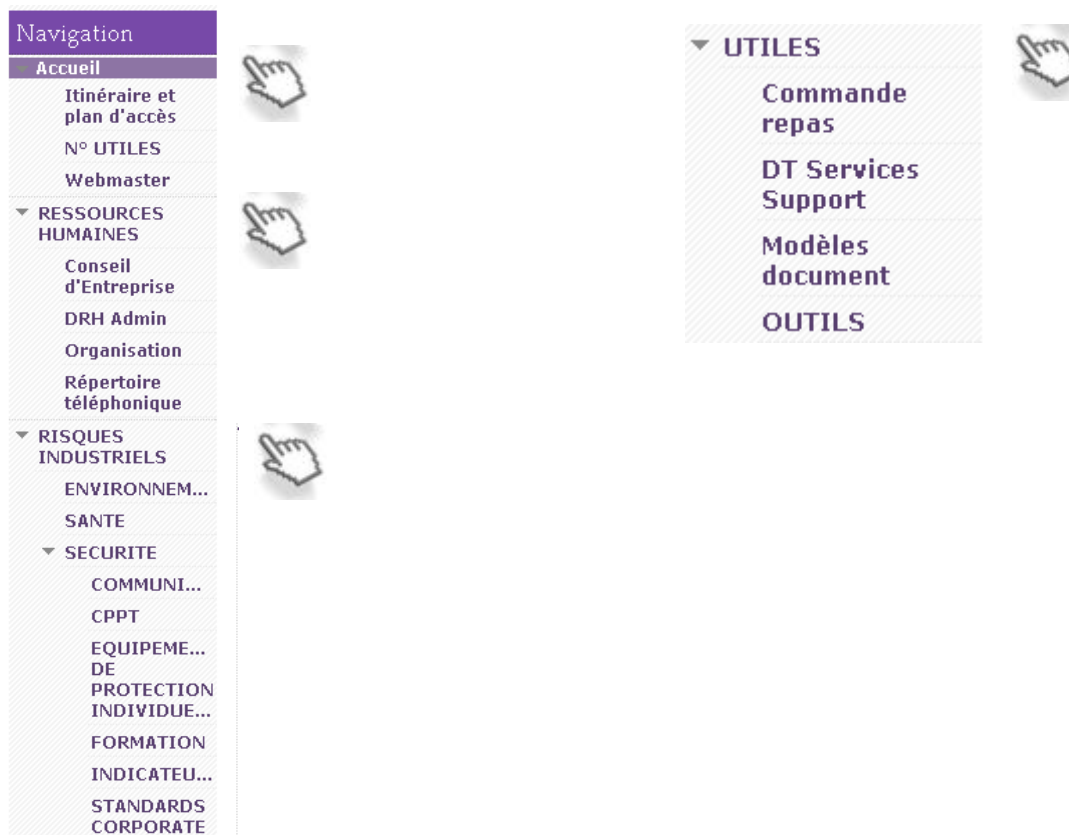 Navigation
Accueil
Itinéraire et
plan d'accès
N° UTILES
Webmaster
RESSOURCES
HUMAINES
Conseil
d'Entreprise
DRH Admin
Organisation
Répertoire
téléphonique
RISQUES
INDUSTRIELS
ENVIRONNEM...
SANTE
SECURITE
COMMUNI...
CPPT
EQUIPEME...
DE
PROTECTION
INDIVIDUE...
FORMATION
INDICATEU...
STANDARDS
CORPORATE
UTILES
Commande
repas
DT Services
Support
Modèles
document
OUTILS